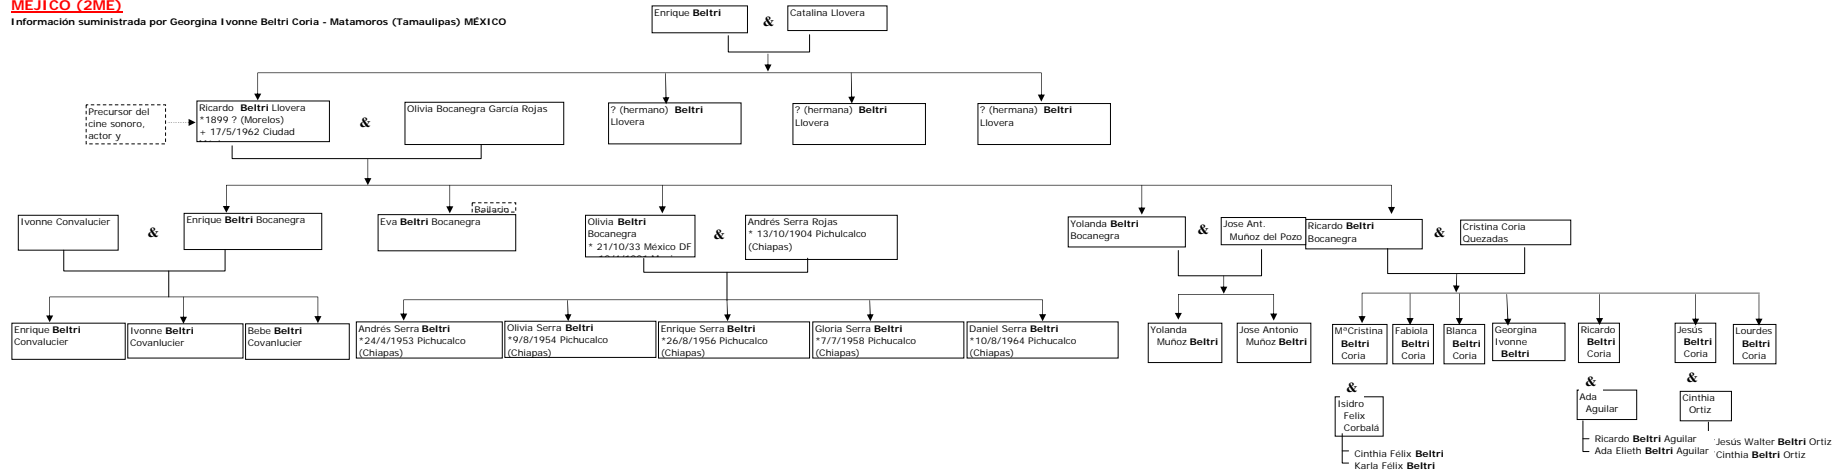 MEJICO (2ME)
Información suministrada por Georgina Ivonne Beltri Coria - Matamoros (Tamaulipas) MÉXICO
Enrique Beltri
&
Catalina Llovera
Precursor del
cine sonoro,
actor y
Ricardo Beltri Llovera
*1899 ? (Morelos)
+ 17/5/1962 Ciudad
&
Olivia Bocanegra García Rojas
? (hermano) Beltri
Llovera
? (hermana) Beltri
Llovera
? (hermana) Beltri
Llovera
Ivonne Convalucier
&
Enrique Beltri Bocanegra
Eva Beltri Bocanegra
Bailarin
Olivia Beltri
Bocanegra
* 21/10/33 México DF
&
Andrés Serra Rojas
* 13/10/1904 Pichulcalco
(Chiapas)
Yolanda Beltri
Bocanegra
&
Jose Ant.
Muñoz del Pozo
Ricardo Beltri
Bocanegra
&
Cristina Coria
Quezadas
Enrique Beltri
Convalucier
Ivonne Beltri
Covanlucier
Bebe Beltri
Covanlucier
Andrés Serra Beltri
*24/4/1953 Pichucalco
(Chiapas)
Olivia Serra Beltri
*9/8/1954 Pichucalco
(Chiapas)
Enrique Serra Beltri
*26/8/1956 Pichucalco
(Chiapas)
Gloria Serra Beltri
*7/7/1958 Pichucalco
(Chiapas)
Daniel Serra Beltri
*10/8/1964 Pichucalco
(Chiapas)
Yolanda
Muñoz Beltri
Jose Antonio
Muñoz Beltri
MªCristina
Beltri
Coria
Fabiola
Beltri
Coria
Blanca
Beltri
Coria
Georgina
Ivonne
Beltri
Ricardo
Beltri
Coria
Jesús
Beltri
Coria
Lourdes
Beltri
Coria
&
Isidro
Felix
Corbalá
Cinthia Félix Beltri
Karla Félix Beltri
&
Ada
Aguilar
Ricardo Beltri Aguilar
Ada Elieth Beltri Aguilar
&
Cinthia
Ortiz
Jesús Walter Beltri Ortiz
Cinthia Beltri Ortiz